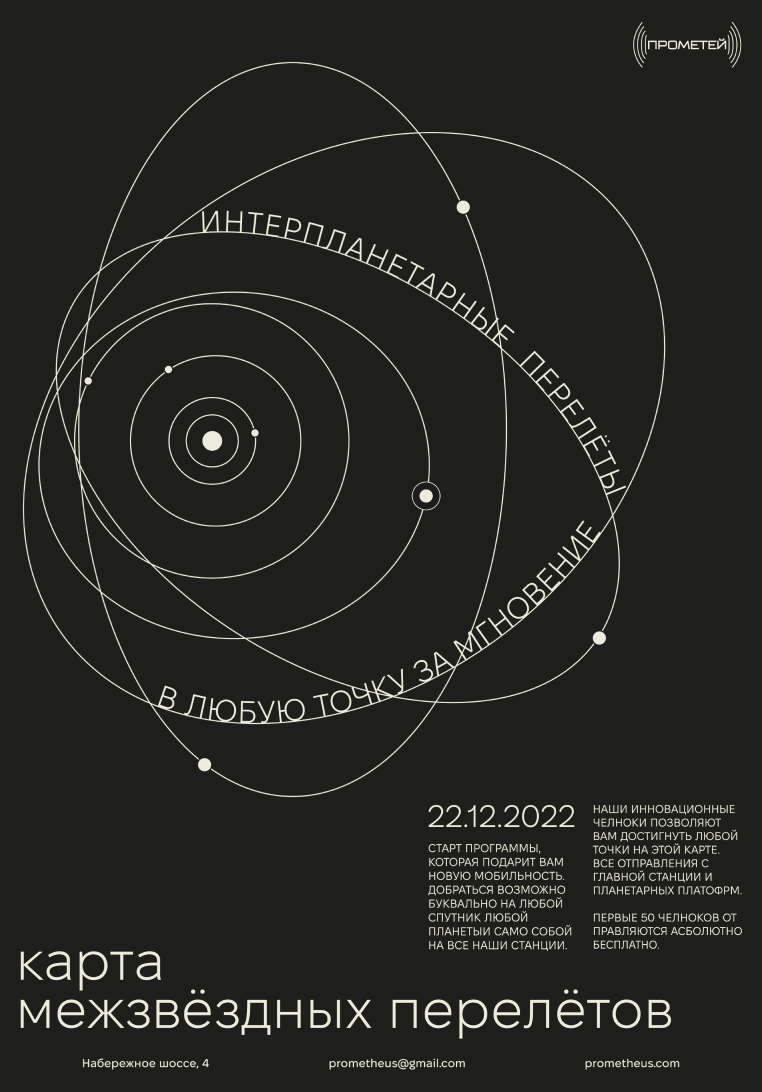 ПРОМЕТЕЙ
ИНТЕРПЛАНЕТАРНЫЕ ПЕРЕЛЁТЫ
В ЛЮБУЮ ТОЧКУ ЗА МГНОВЕНИЕ
22.12.2022
СТАРТ ПРОГРАММЫ,
КОТОРАЯ ПОДАРИТ ВАМ
НОВУЮ МОБИЛЬНОСТЬ.
ДОБРАТЬСЯ ВОЗМОЖНО
БУКВАЛЬНО НА ЛЮБОЙ
СПУТНИК ЛЮБОЙ
ПЛАНЕТЫИ САМО СОБОЙ
НА ВСЕ НАШИ СТАНЦИИ.
НАШИ ИННОВАЦИОННЫЕ
ЧЕЛНОКИ ПОЗВОЛЯЮТ
ВАМ ДОСТИГНУТЬ ЛЮБОЙ
ТОЧКИ НА ЭТОЙ КАРТЕ.
ВСЕ ОТПРАВЛЕНИЯ С
ГЛАВНОЙ СТАНЦИИ И
ПЛАНЕТАРНЫХ ПЛАТОФРМ.
ПЕРВЫЕ 50 ЧЕЛНОКОВ ОТ
ПРАВЛЯЮТСЯ АСБОЛЮТНО
БЕСПЛАТНО.
карта
межзвёздных перелётов
Набережное шоссе, 4
prometheus@gmail.com
prometheus.com